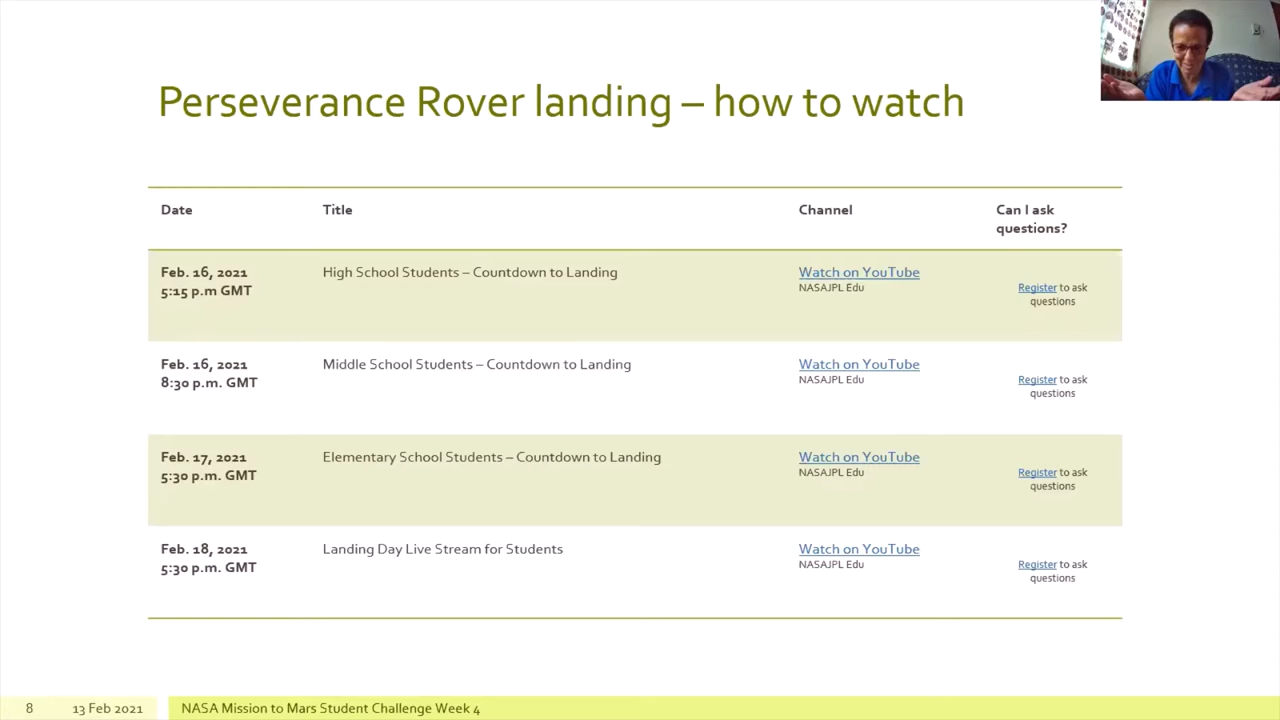 Perseverance Rover landing – how to watch
Date Title Channel Can I ask
questions?
Feb. 16, 2021 High School Students – Countdown to Landing Watch on YouTube
5:15 p.m GMT NASAJPL Edu Register to ask
questions
Feb. 16, 2021 Middle School Students – Countdown to Landing Watch on YouTube
8:30 p.m. GMT NASAJPL Edu Register to ask
questions
Feb. 17, 2021 Elementary School Students – Countdown to Landing Watch on YouTube
5:30 p.m. GMT NASAJPL Edu Register to ask
questions
Feb. 18, 2021 Landing Day Live Stream for Students Watch on YouTube
5:30 p.m. GMT NASAJPL Edu Register to ask
questions
8 13 Feb 2021 NASA Mission to Mars Student Challenge Week 4